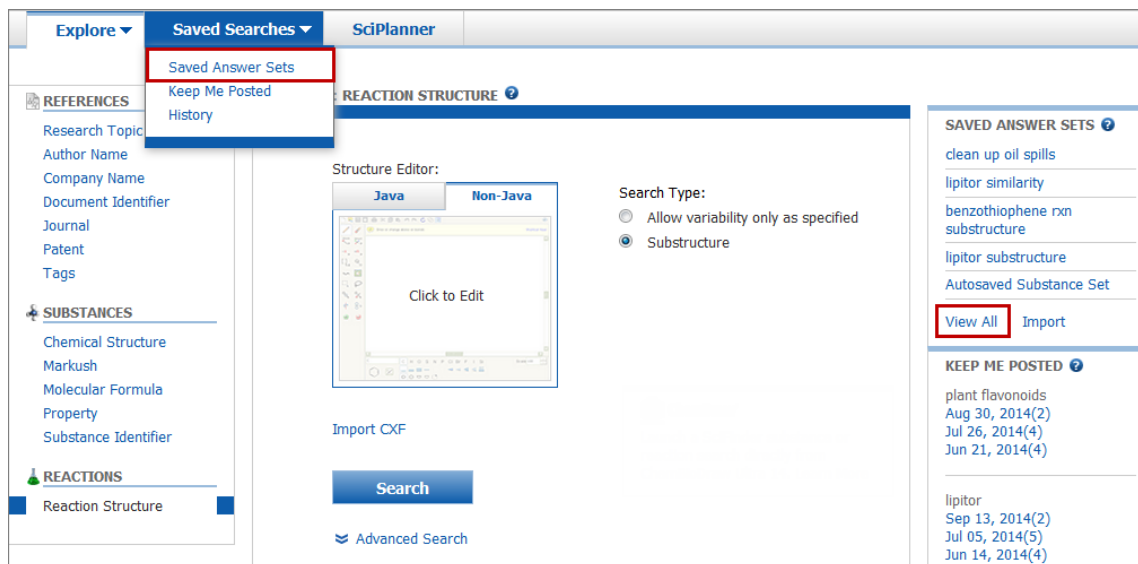 Explore
Saved Searches
SciPlanner
Saved Answer Sets
Keep Me Posted
History
REFERENCES
Research Topic
Author Name
Company Name
Document Identifier
Journal
Patent
Tags
SUBSTANCES
Chemical Structure
Markush
Molecular Formula
Property
Substance Identifier
REACTIONS
Reaction Structure
: REACTION STRUCTURE
Structure Editor:
Java
Non-Java
Click to Edit
Import CXF
Search
Advanced Search
Search Type:
Allow variability only as specified
Substructure
SAVED ANSWER SETS
clean up oil spills
lipitor similarity
benzothiophene rxn
substructure
lipitor substructure
Autosaved Substance Set
View All
Import
KEEP ME POSTED
plant flavonoids
Aug 30, 2014(2)
Jul 26, 2014(4)
Jun 21, 2014(4)
lipitor
Sep 13, 2014(2)
Jul 05, 2014(5)
Jun 14, 2014(4)